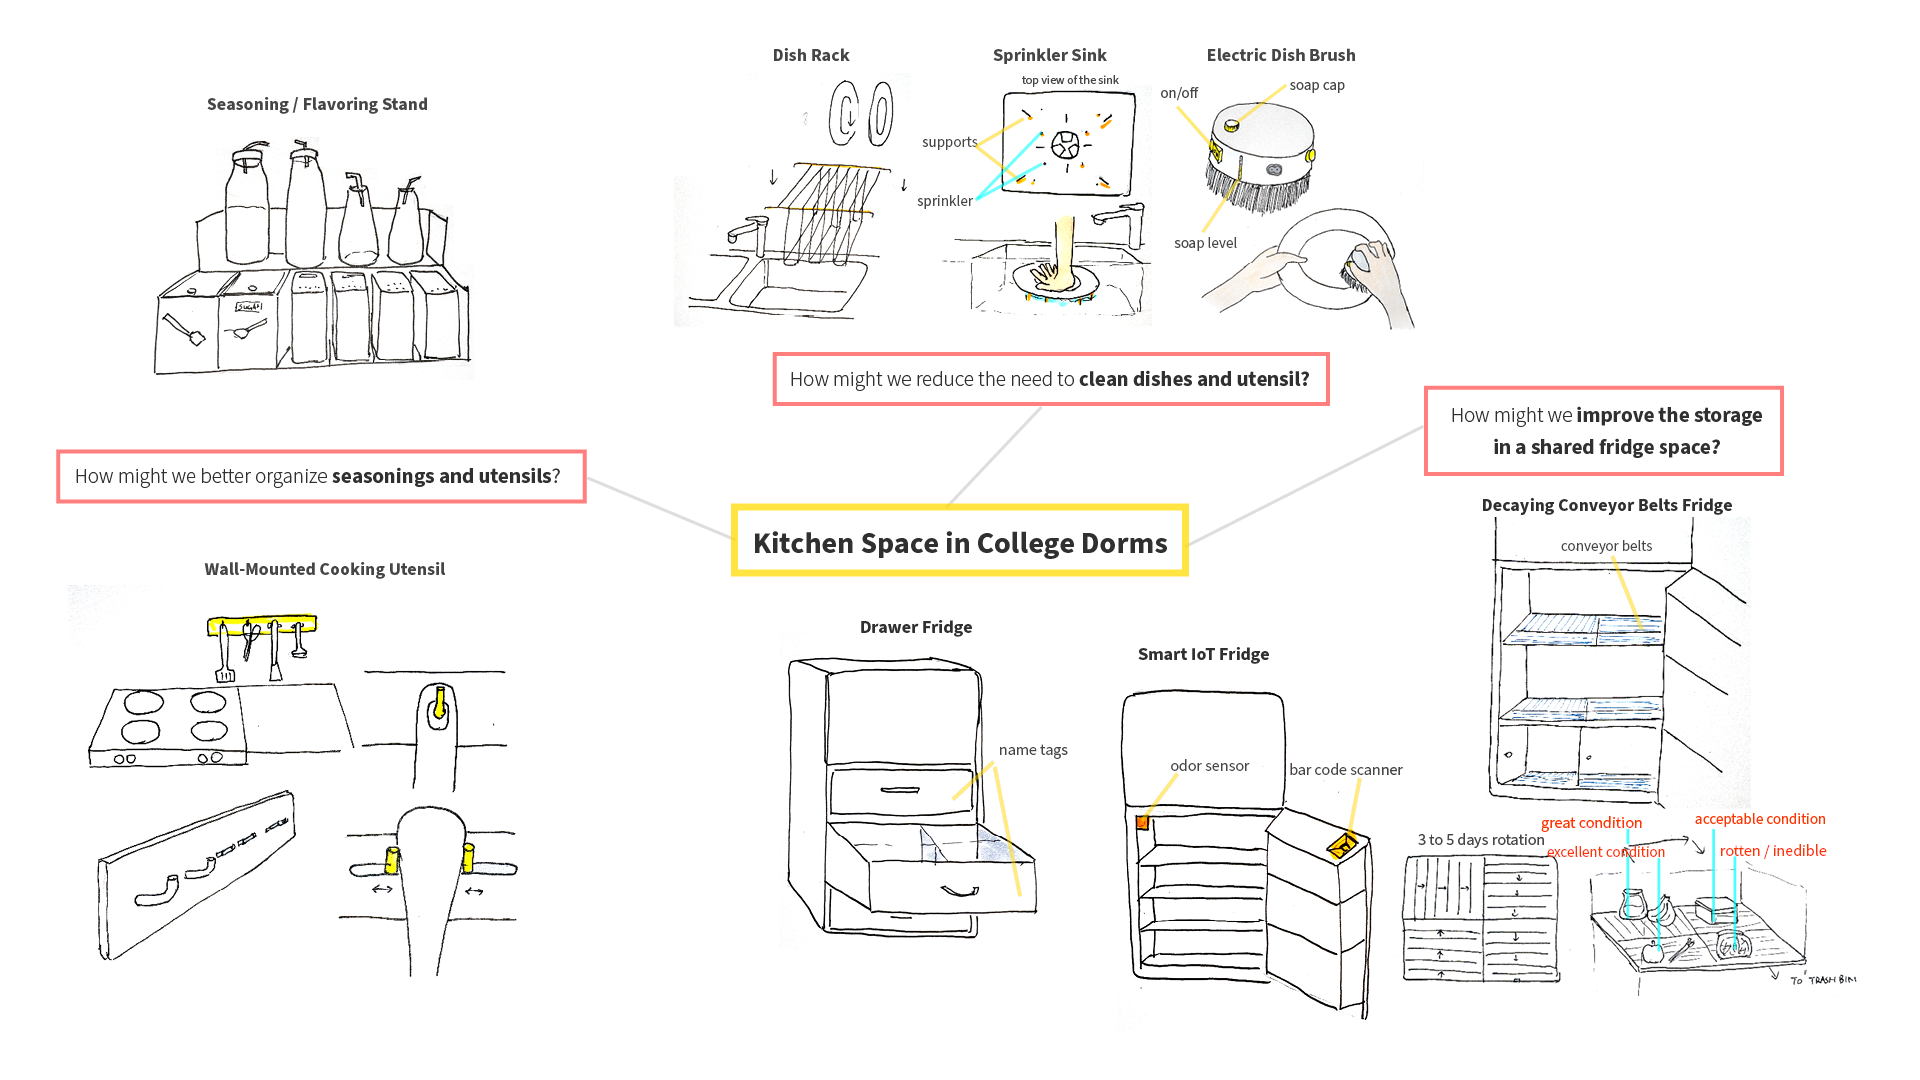 Dish Rack
Sprinkler Sink
Electric Dish Brush
top view of the sink
soap cap
on/off
Seasoning / Flavoring Stand
supports
sprinkler
soap level
SUGAR
How might we reduce the need to clean dishes and utensil?
How might we improve the storage
in a shared fridge space?
How might we better organize seasonings and utensils?
Kitchen Space in College Dorms
Decaying Conveyor Belts Fridge
conveyor belts
Wall-Mounted Cooking Utensil
Drawer Fridge
Smart IoT Fridge
name tags
odor sensor
bar code scanner
great condition
acceptable condition
3 to 5 days rotation
excellent condition
rotten / inedible
TO TRASH BIN